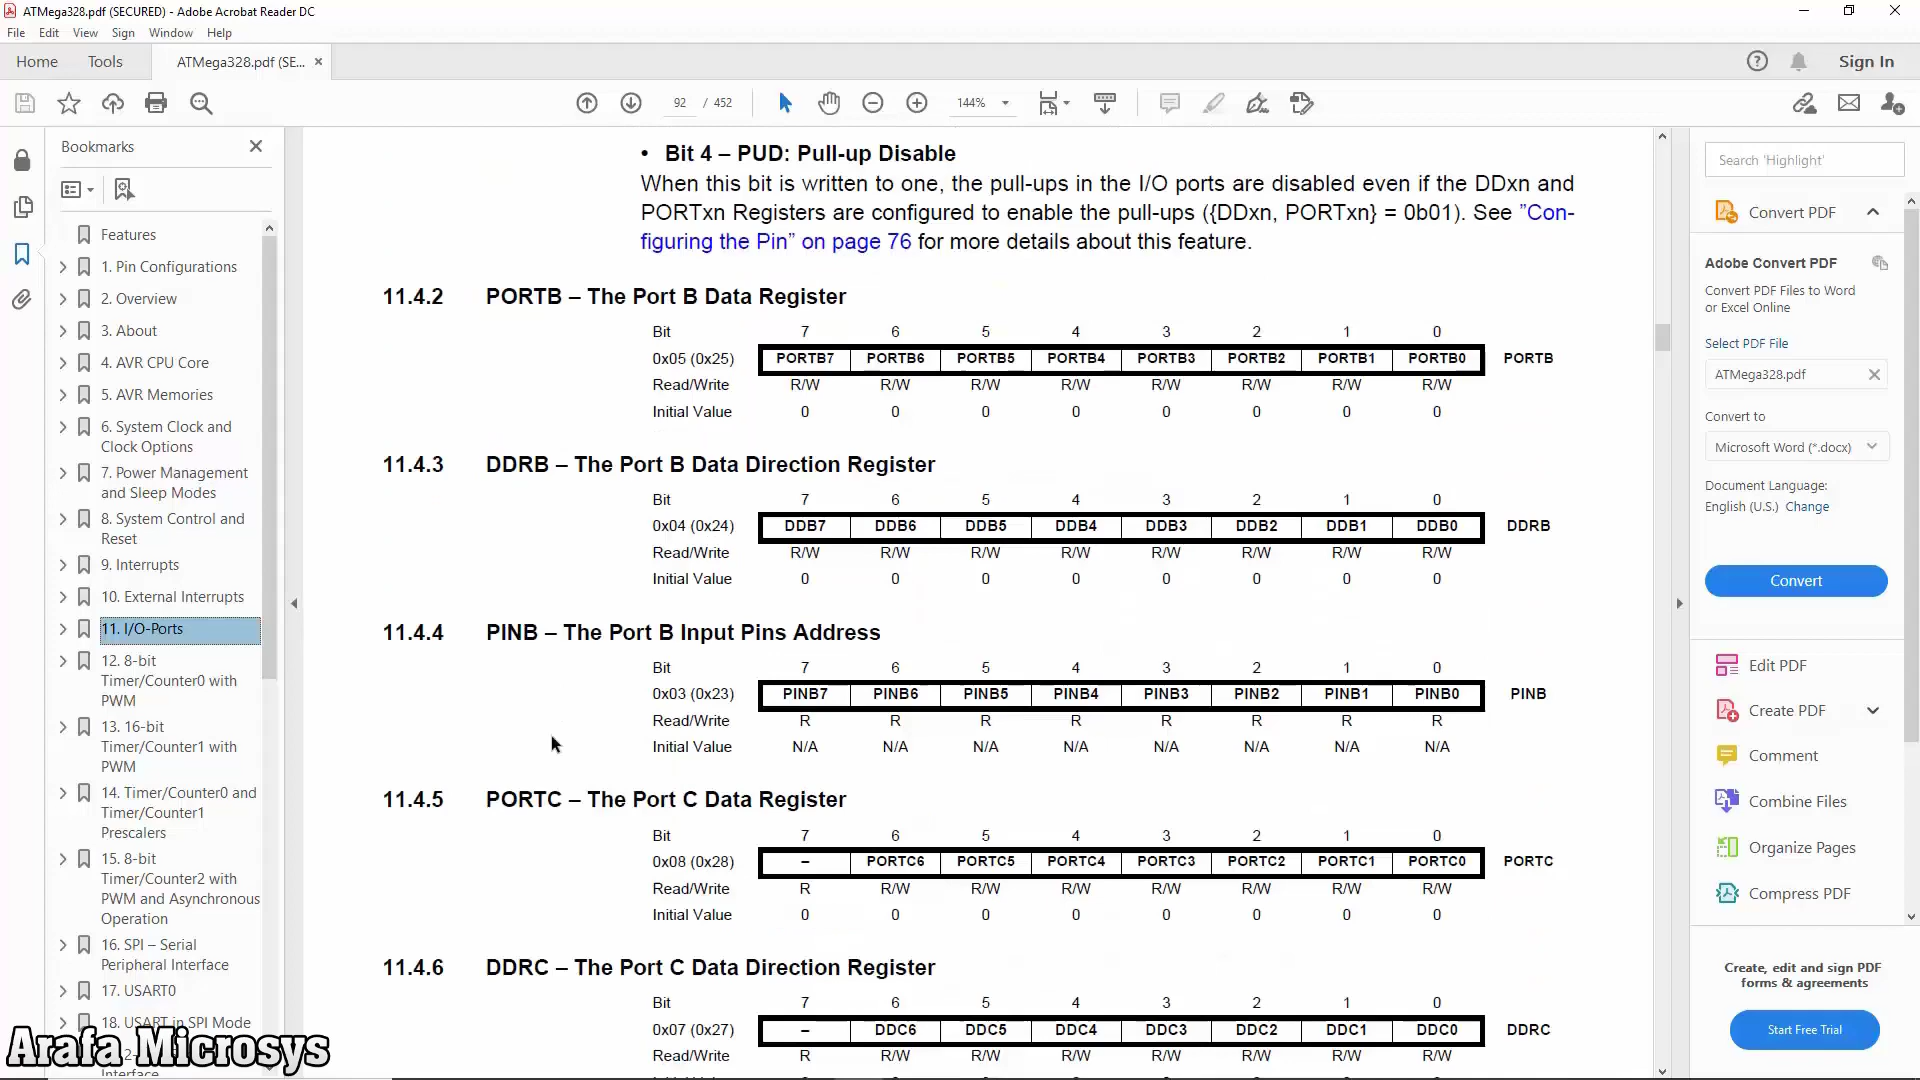 ATMega328.pdf (SECURED) - Adobe Acrobat Reader DC
File Edit View Sign Window Help
Home Tools ATMega328.pdf (SE... × Sign In
92 / 452 144%
Bookmarks
Features
1. Pin Configurations
2. Overview
3. About
4. AVR CPU Core
5. AVR Memories
6. System Clock and
Clock Options
7. Power Management
and Sleep Modes
8. System Control and
Reset
9. Interrupts
10. External Interrupts
11. I/O-Ports
12. 8-bit
Timer/Counter0 with
PWM
13. 16-bit
Timer/Counter1 with
PWM
14. Timer/Counter0 and
Timer/Counter1
Prescalers
15. 8-bit
Timer/Counter2 with
PWM and Asynchronous
Operation
16. SPI – Serial
Peripheral Interface
17. USART0
18. USART in SPI Mode
Interface
Arafa Microsys
• Bit 4 – PUD: Pull-up Disable
When this bit is written to one, the pull-ups in the I/O ports are disabled even if the DDxn and
PORTxn Registers are configured to enable the pull-ups ({DDxn, PORTxn} = 0b01). See ”Con-
figuring the Pin” on page 76 for more details about this feature.
11.4.2 PORTB – The Port B Data Register
Bit 7 6 5 4 3 2 1 0
0x05 (0x25) PORTB7 PORTB6 PORTB5 PORTB4 PORTB3 PORTB2 PORTB1 PORTB0 PORTB
Read/Write R/W R/W R/W R/W R/W R/W R/W R/W
Initial Value 0 0 0 0 0 0 0 0
11.4.3 DDRB – The Port B Data Direction Register
Bit 7 6 5 4 3 2 1 0
0x04 (0x24) DDB7 DDB6 DDB5 DDB4 DDB3 DDB2 DDB1 DDB0 DDRB
Read/Write R/W R/W R/W R/W R/W R/W R/W R/W
Initial Value 0 0 0 0 0 0 0 0
11.4.4 PINB – The Port B Input Pins Address
Bit 7 6 5 4 3 2 1 0
0x03 (0x23) PINB7 PINB6 PINB5 PINB4 PINB3 PINB2 PINB1 PINB0 PINB
Read/Write R R R R R R R R
Initial Value N/A N/A N/A N/A N/A N/A N/A N/A
11.4.5 PORTC – The Port C Data Register
Bit 7 6 5 4 3 2 1 0
0x08 (0x28) – PORTC6 PORTC5 PORTC4 PORTC3 PORTC2 PORTC1 PORTC0 PORTC
Read/Write R R/W R/W R/W R/W R/W R/W R/W
Initial Value 0 0 0 0 0 0 0 0
11.4.6 DDRC – The Port C Data Direction Register
Bit 7 6 5 4 3 2 1 0
0x07 (0x27) – DDC6 DDC5 DDC4 DDC3 DDC2 DDC1 DDC0 DDRC
Read/Write R R/W R/W R/W R/W R/W R/W R/W
Search 'Highlight'
Convert PDF
Adobe Convert PDF
Convert PDF Files to Word
or Excel Online
Select PDF File
ATMega328.pdf
Convert to
Microsoft Word (*.docx)
Document Language:
English (U.S.) Change
Convert
Edit PDF
Create PDF
Comment
Combine Files
Organize Pages
Compress PDF
Create, edit and sign PDF
forms & agreements
Start Free Trial